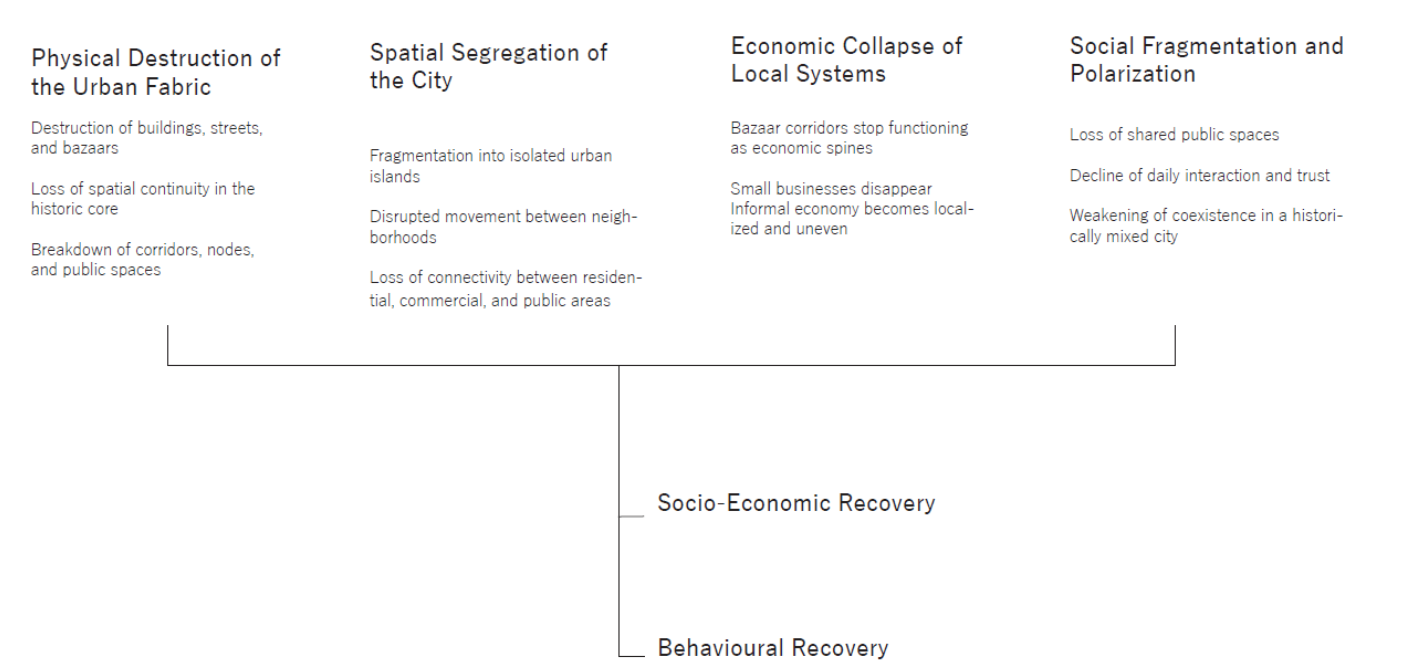 Physical Destruction of
the Urban Fabric
Destruction of buildings, streets,
and bazaars
Loss of spatial continuity in the
historic core
Breakdown of corridors, nodes,
and public spaces
Spatial Segregation of
the City
Fragmentation into isolated urban
islands
Disrupted movement between neigh-
borhoods
Loss of connectivity between residen-
tial, commercial, and public areas
Economic Collapse of
Local Systems
Bazaar corridors stop functioning
as economic spines
Small businesses disappear
Informal economy becomes local-
ized and uneven
Social Fragmentation and
Polarization
Loss of shared public spaces
Decline of daily interaction and trust
Weakening of coexistence in a histori-
cally mixed city
Socio-Economic Recovery
Behavioural Recovery